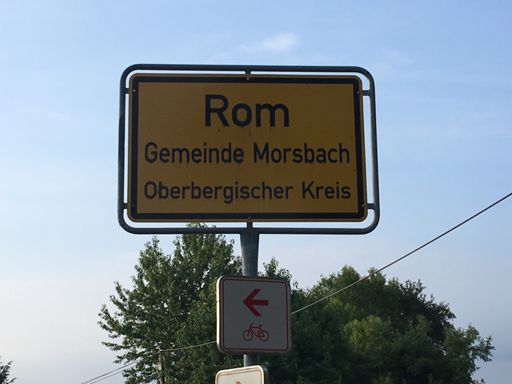 Rom
Gemeinde Morsbach
Oberbergischer Kreis